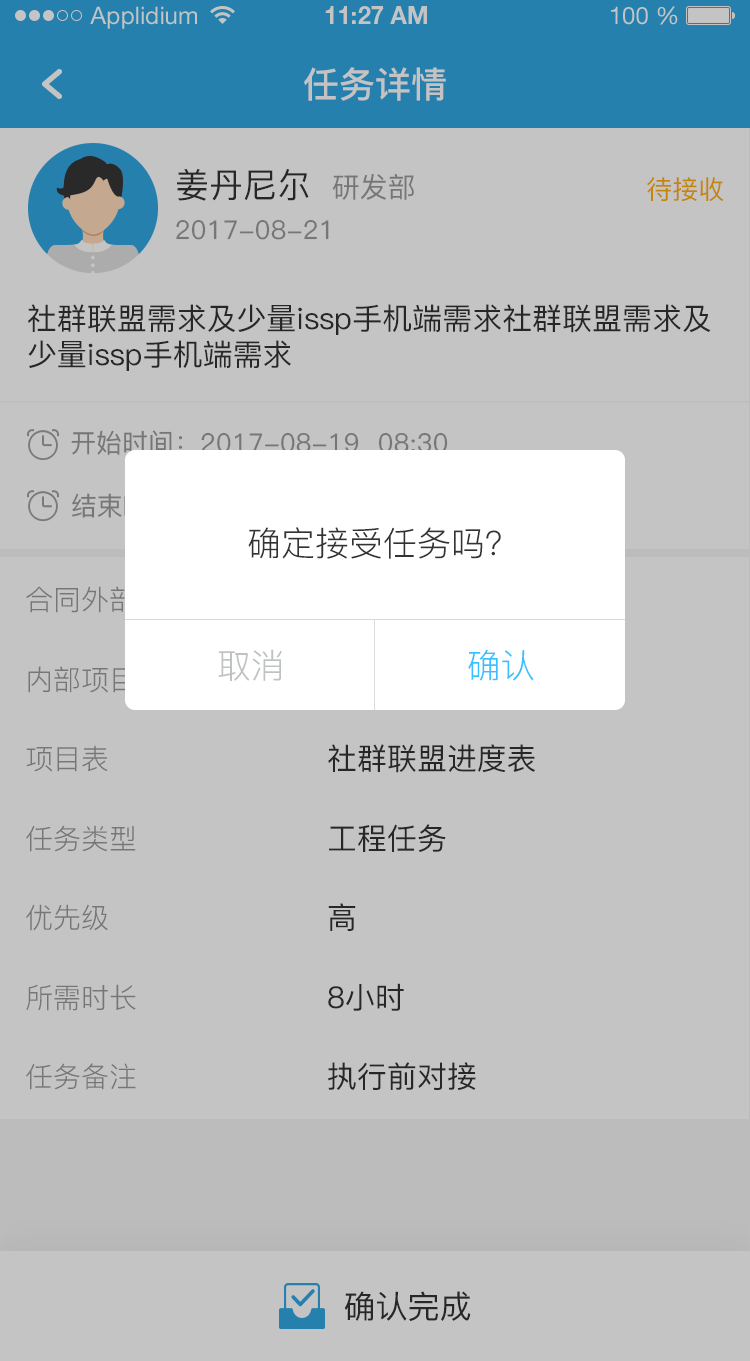 Applidium 11:27 AM 100 %
任务详情
姜丹尼尔 研发部 待接收
2017-08-21
社群联盟需求及少量issp手机端需求社群联盟需求及
少量issp手机端需求
开始时间：2017-08-19 08:30
结束
确定接受任务吗?
合同外部
取消 确认
内部项目
项目表 社群联盟进度表
任务类型 工程任务
优先级 高
所需时长 8小时
任务备注 执行前对接
确认完成